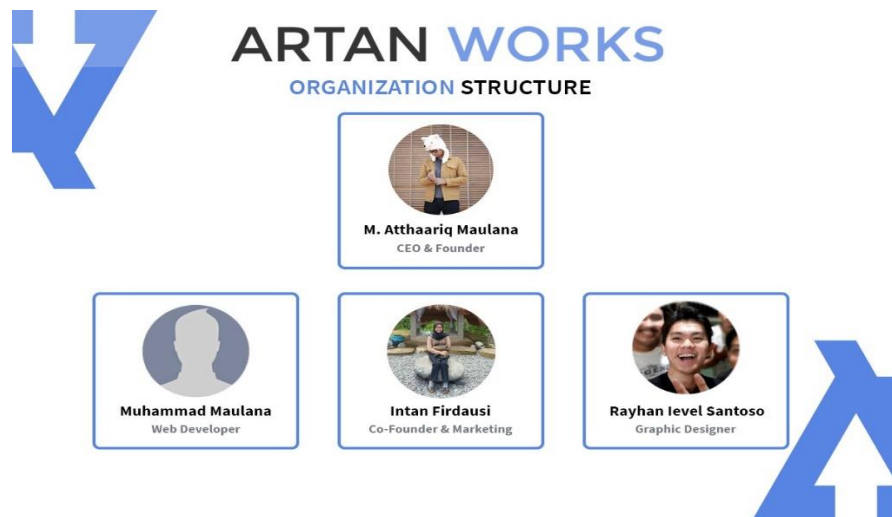 ARTAN WORKS
ORGANIZATION STRUCTURE
M. Atthaariq Maulana
CEO & Founder
Muhammad Maulana
Web Developer
Intan Firdausi
Co-Founder & Marketing
Rayhan Ievel Santoso
Graphic Designer